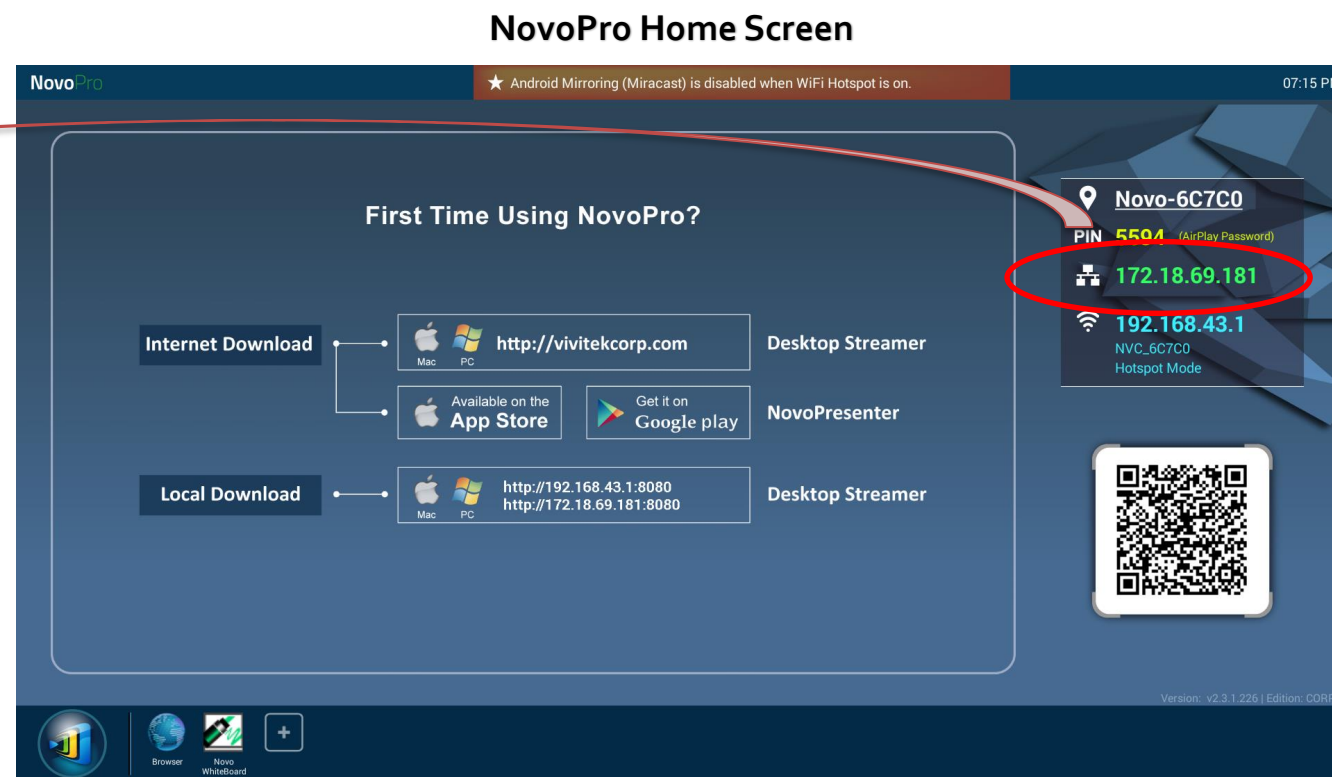 NovoPro Home Screen
NovoPro
★ Android Mirroring (Miracast) is disabled when WiFi Hotspot is on.
07:15 P
First Time Using NovoPro?
Novo-6C7C0
PIN 5594 (AirPlay Password)
172.18.69.181
192.168.43.1
NVC_6C7C0
Hotspot Mode
Internet Download
Mac PC
http://vivitekcorp.com
Desktop Streamer
Available on the
App Store
Get it on
Google play
NovoPresenter
Local Download
Mac PC
http://192.168.43.1:8080
http://172.18.69.181:8080
Desktop Streamer
Version: v2.3.1.226 | Edition: CORP
Browser
Novo
WhiteBoard